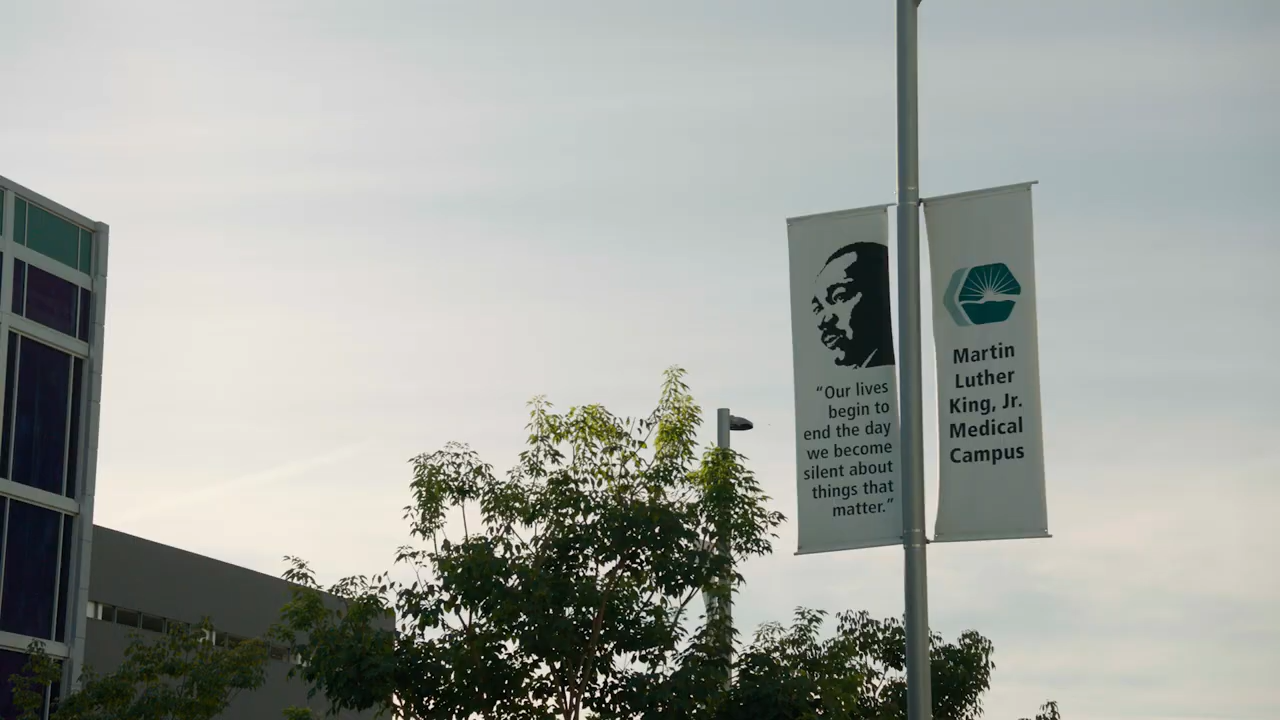 “Our lives
begin to
end the day
we become
silent about
things that
matter.”
Martin
Luther
King, Jr.
Medical
Campus